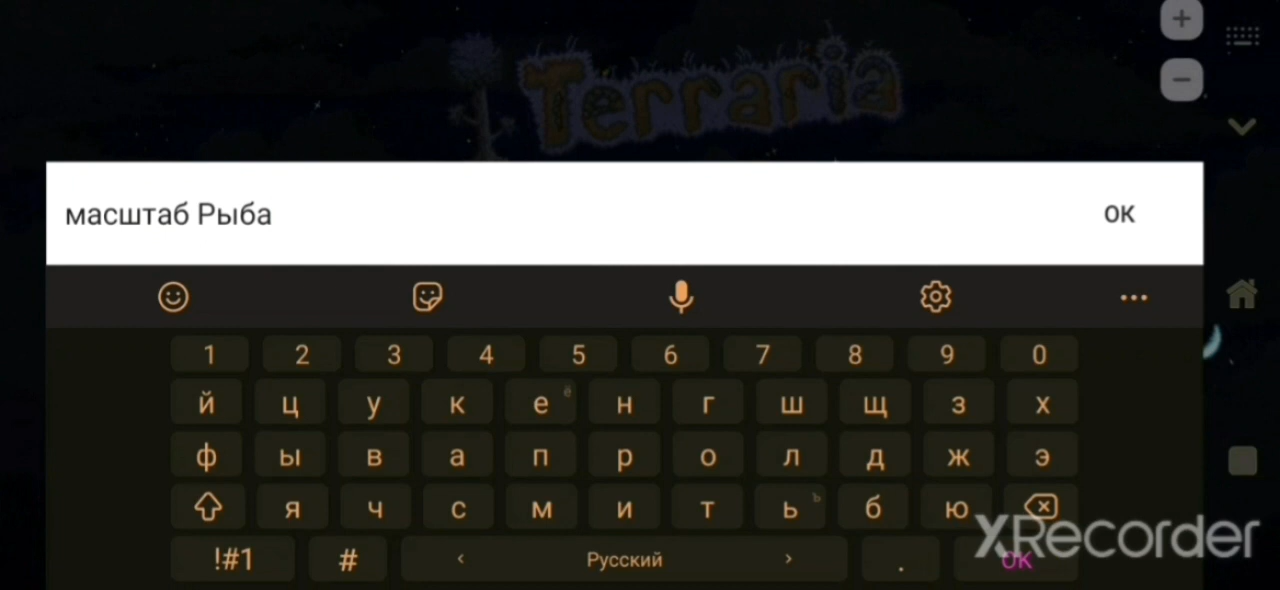 Terraria
масштаб Рыба
ОК
1 2 3 4 5 6 7 8 9 0
й ц у к е ё н г ш щ з х
ф ы в а п р о л д ж э
я ч с м и т ь ъ б ю
!#1 # Русский . ОК
XRecorder